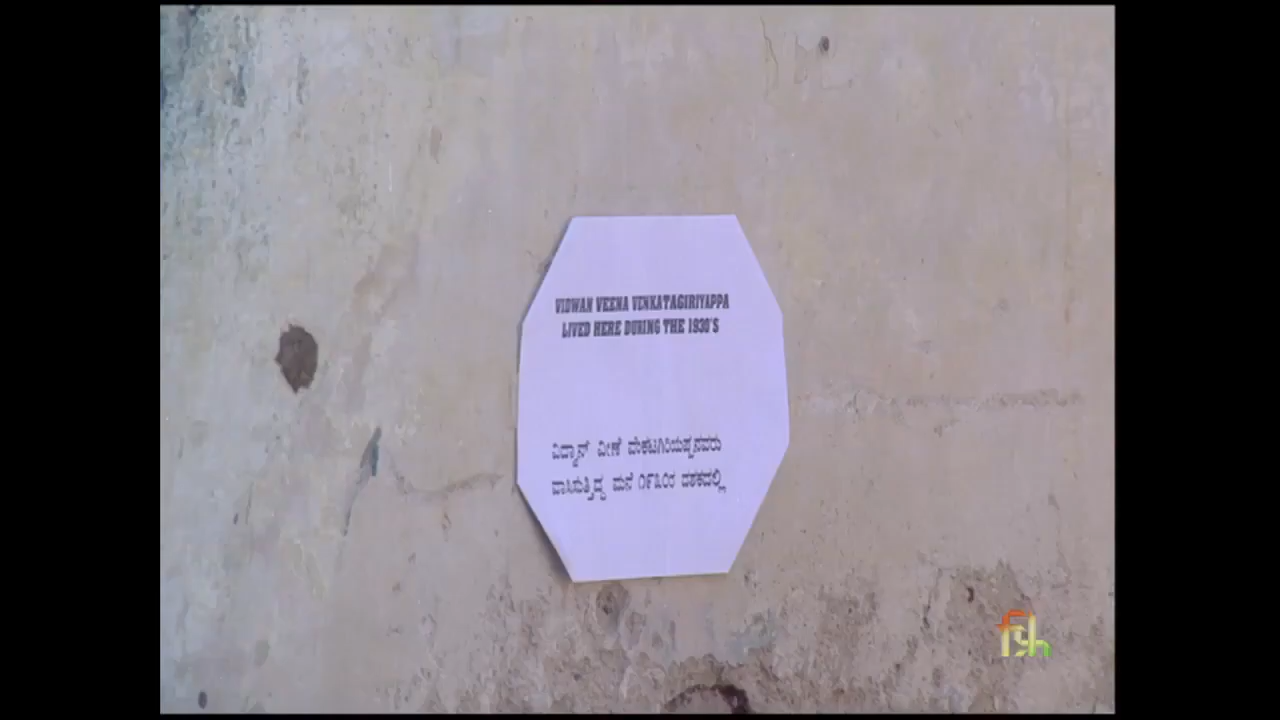 VIDWAN VEENA VENKATAGIRIYAPPA
LIVED HERE DURING THE 1930'S
ವಿದ್ವಾನ್ ವೀಣೆ ವೆಂಕಟಗಿರಿಯಪ್ಪನವರು
ವಾಸಿಸುತ್ತಿದ್ದ ಮನೆ ೧೯೩೦ರ ದಶಕದಲ್ಲಿ